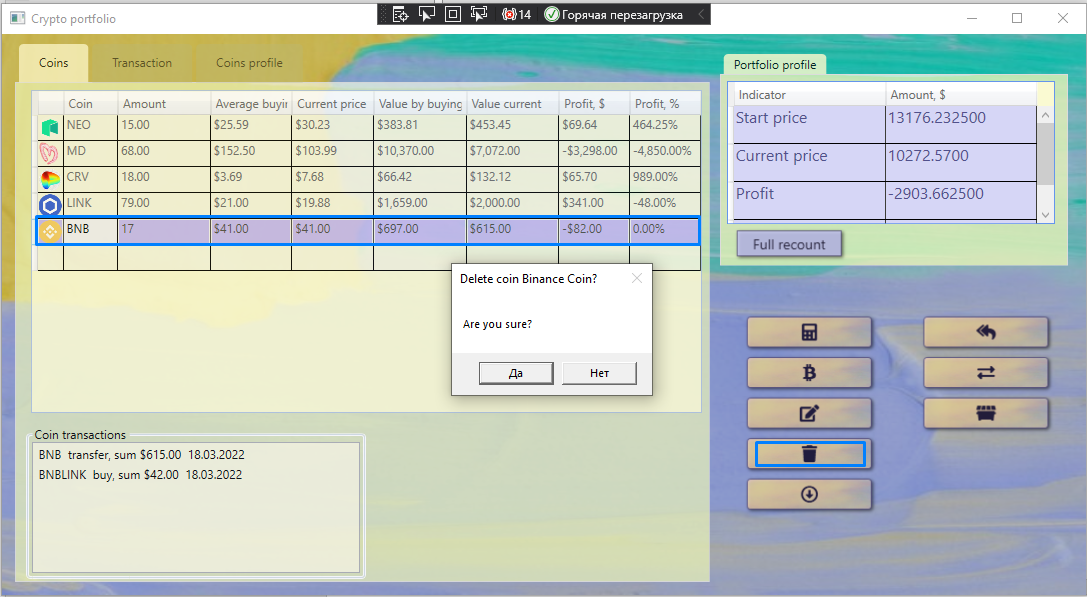 Crypto portfolio
14 Горячая перезагрузка
Coins Transaction Coins profile
Coin Amount Average buyin Current price Value by buying Value current Profit, $ Profit, %
NEO 15.00 $25.59 $30.23 $383.81 $453.45 $69.64 464.25%
MD 68.00 $152.50 $103.99 $10,370.00 $7,072.00 -$3,298.00 -4,850.00%
CRV 18.00 $3.69 $7.68 $66.42 $132.12 $65.70 989.00%
LINK 79.00 $21.00 $19.88 $1,659.00 $2,000.00 $341.00 -48.00%
BNB 17 $41.00 $41.00 $697.00 $615.00 -$82.00 0.00%
Delete coin Binance Coin?
Are you sure?
Да Нет
Coin transactions
BNB transfer, sum $615.00 18.03.2022
BNBLINK buy, sum $42.00 18.03.2022
Portfolio profile
Indicator Amount, $
Start price 13176.232500
Current price 10272.5700
Profit -2903.662500
Full recount